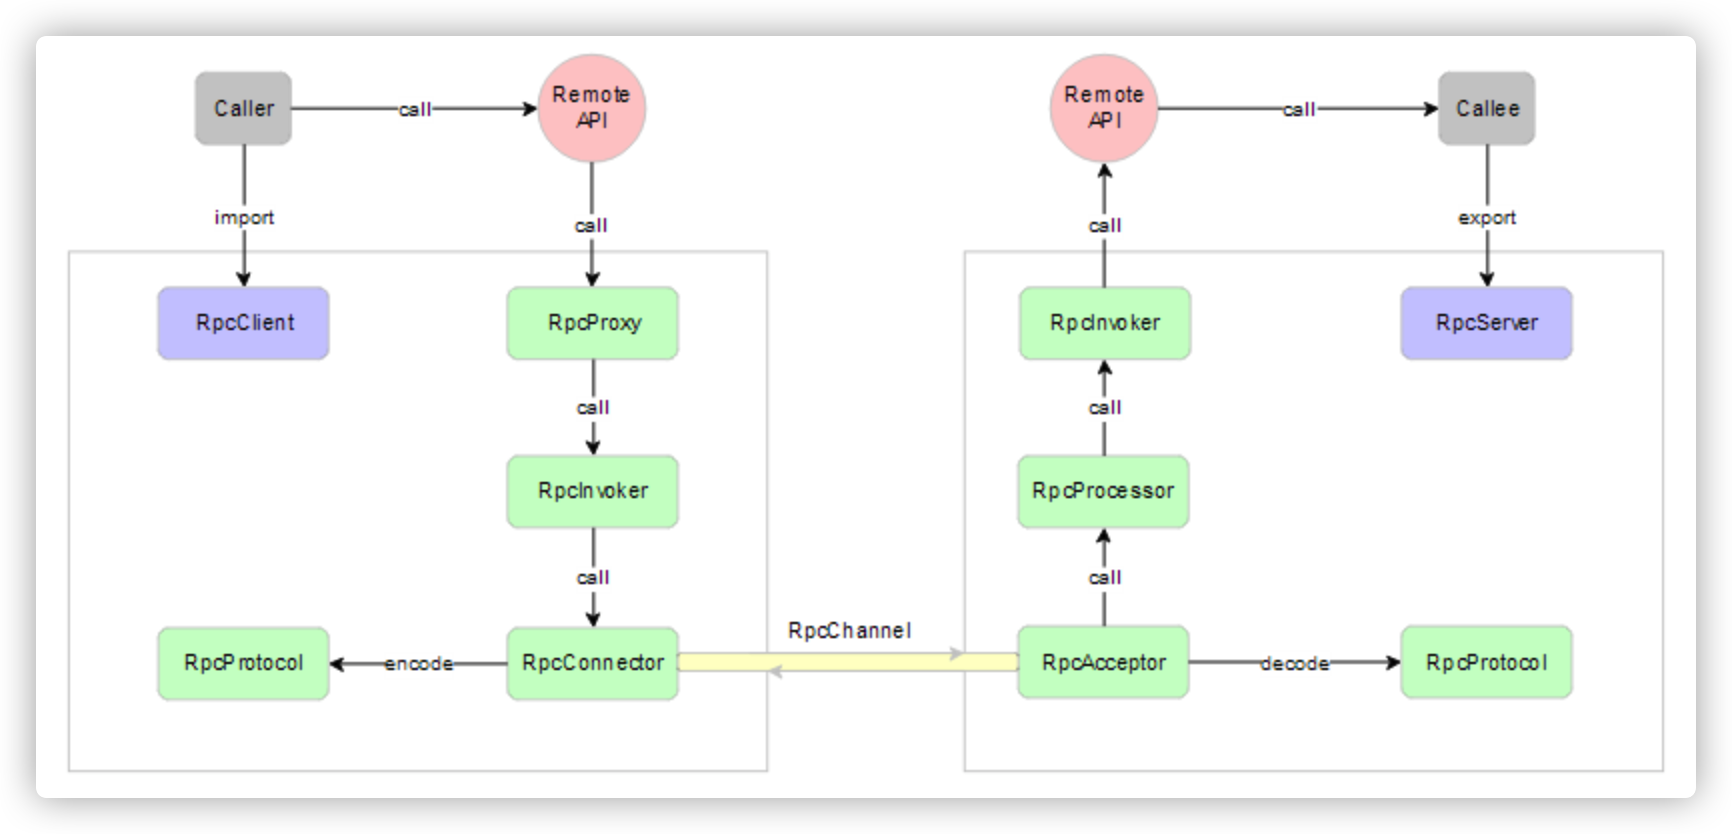 Caller
call
Remote
API
Remote
API
call
Callee
import
call
call
export
RpcClient
RpcProxy
RpcInvoker
RpcServer
call
call
RpcInvoker
RpcProcessor
call
call
RpcChannel
RpcProtocol
encode
RpcConnector
RpcAcceptor
decode
RpcProtocol